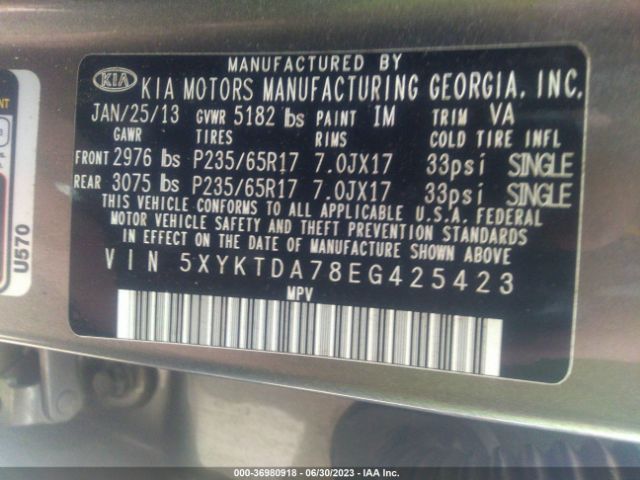 MANUFACTURED BY
KIA KIA MOTORS MANUFACTURING GEORGIA, INC.
JAN/25/13 GVWR 5182 lbs PAINT IM TRIM VA
GAWR TIRES RIMS COLD TIRE INFL
FRONT 2976 lbs P235/65R17 7.0JX17 33psi SINGLE
REAR 3075 lbs P235/65R17 7.0JX17 33psi SINGLE
THIS VEHICLE CONFORMS TO ALL APPLICABLE U.S.A. FEDERAL
MOTOR VEHICLE SAFETY AND THEFT PREVENTION STANDARDS
IN EFFECT ON THE DATE OF MANUFACTURE SHOWN ABOVE
VIN 5XYKTDA78EG425423
MPV
U570
000-36980918 - 06/30/2023 - IAAI.com